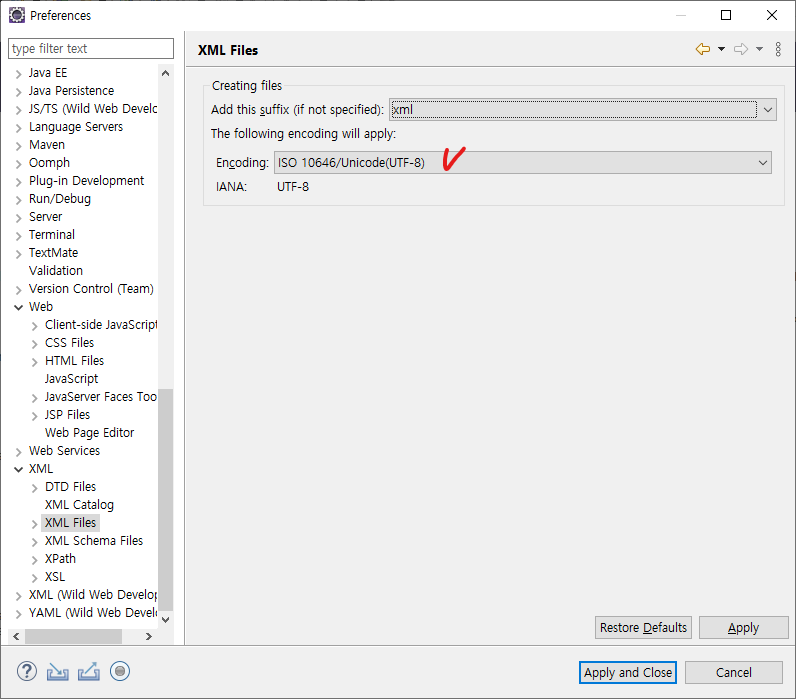 Preferences
type filter text
Java EE
Java Persistence
JS/TS (Wild Web Develo
Language Servers
Maven
Oomph
Plug-in Development
Run/Debug
Server
Terminal
TextMate
Validation
Version Control (Team)
Web
Client-side JavaScript
CSS Files
HTML Files
JavaScript
JavaServer Faces Too
JSP Files
Web Page Editor
Web Services
XML
DTD Files
XML Catalog
XML Files
XML Schema Files
XPath
XSL
XML (Wild Web Develop
YAML (Wild Web Develo
XML Files
Creating files
Add this suffix (if not specified): xml
The following encoding will apply:
Encoding: ISO 10646/Unicode(UTF-8)
IANA: UTF-8
Restore Defaults Apply
Apply and Close Cancel